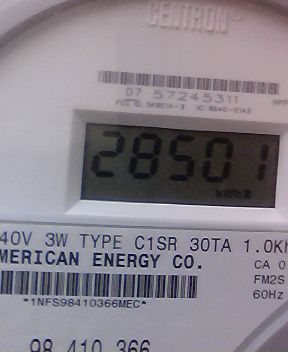 CENTRON®
07 57245311
28501
kWh
40V 3W TYPE C1SR 30TA 1.0Kh
MERICAN ENERGY CO.
CA 0
FM2S
60Hz
*1NFS98410366MEC*
98 410 366